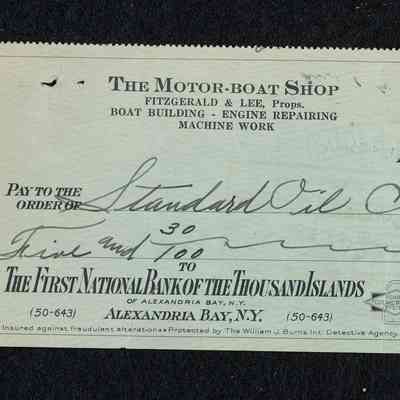 THE MOTOR-BOAT SHOP
FITZGERALD & LEE, Props.
BOAT BUILDING - ENGINE REPAIRING
MACHINE WORK
PAY TO THE
ORDER OF Standard Oil C
Five and 30/100
TO
THE FIRST NATIONAL BANK OF THE THOUSAND ISLANDS
OF ALEXANDRIA BAY, N.Y.
(50-643) ALEXANDRIA BAY, N.Y. (50-643)
Insured against fraudulent alteration • Protected by The William J. Burns Int. Detective Agency